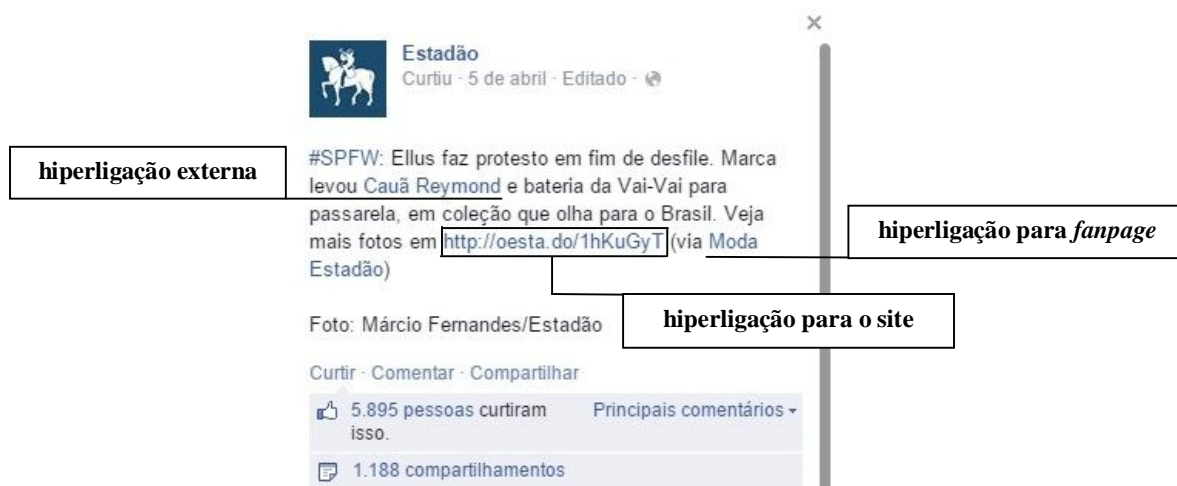 ×
Estadão
Curtiu · 5 de abril · Editado ·
hiperligação externa
#SPFW: Ellus faz protesto em fim de desfile. Marca
levou Cauã Reymond e bateria da Vai-Vai para
passarela, em coleção que olha para o Brasil. Veja
mais fotos em http://oesta.do/1hKuGyT (via Moda
Estadão)
hiperligação para fanpage
hiperligação para o site
Foto: Márcio Fernandes/Estadão
Curtir · Comentar · Compartilhar
5.895 pessoas curtiram
isso.
Principais comentários
1.188 compartilhamentos